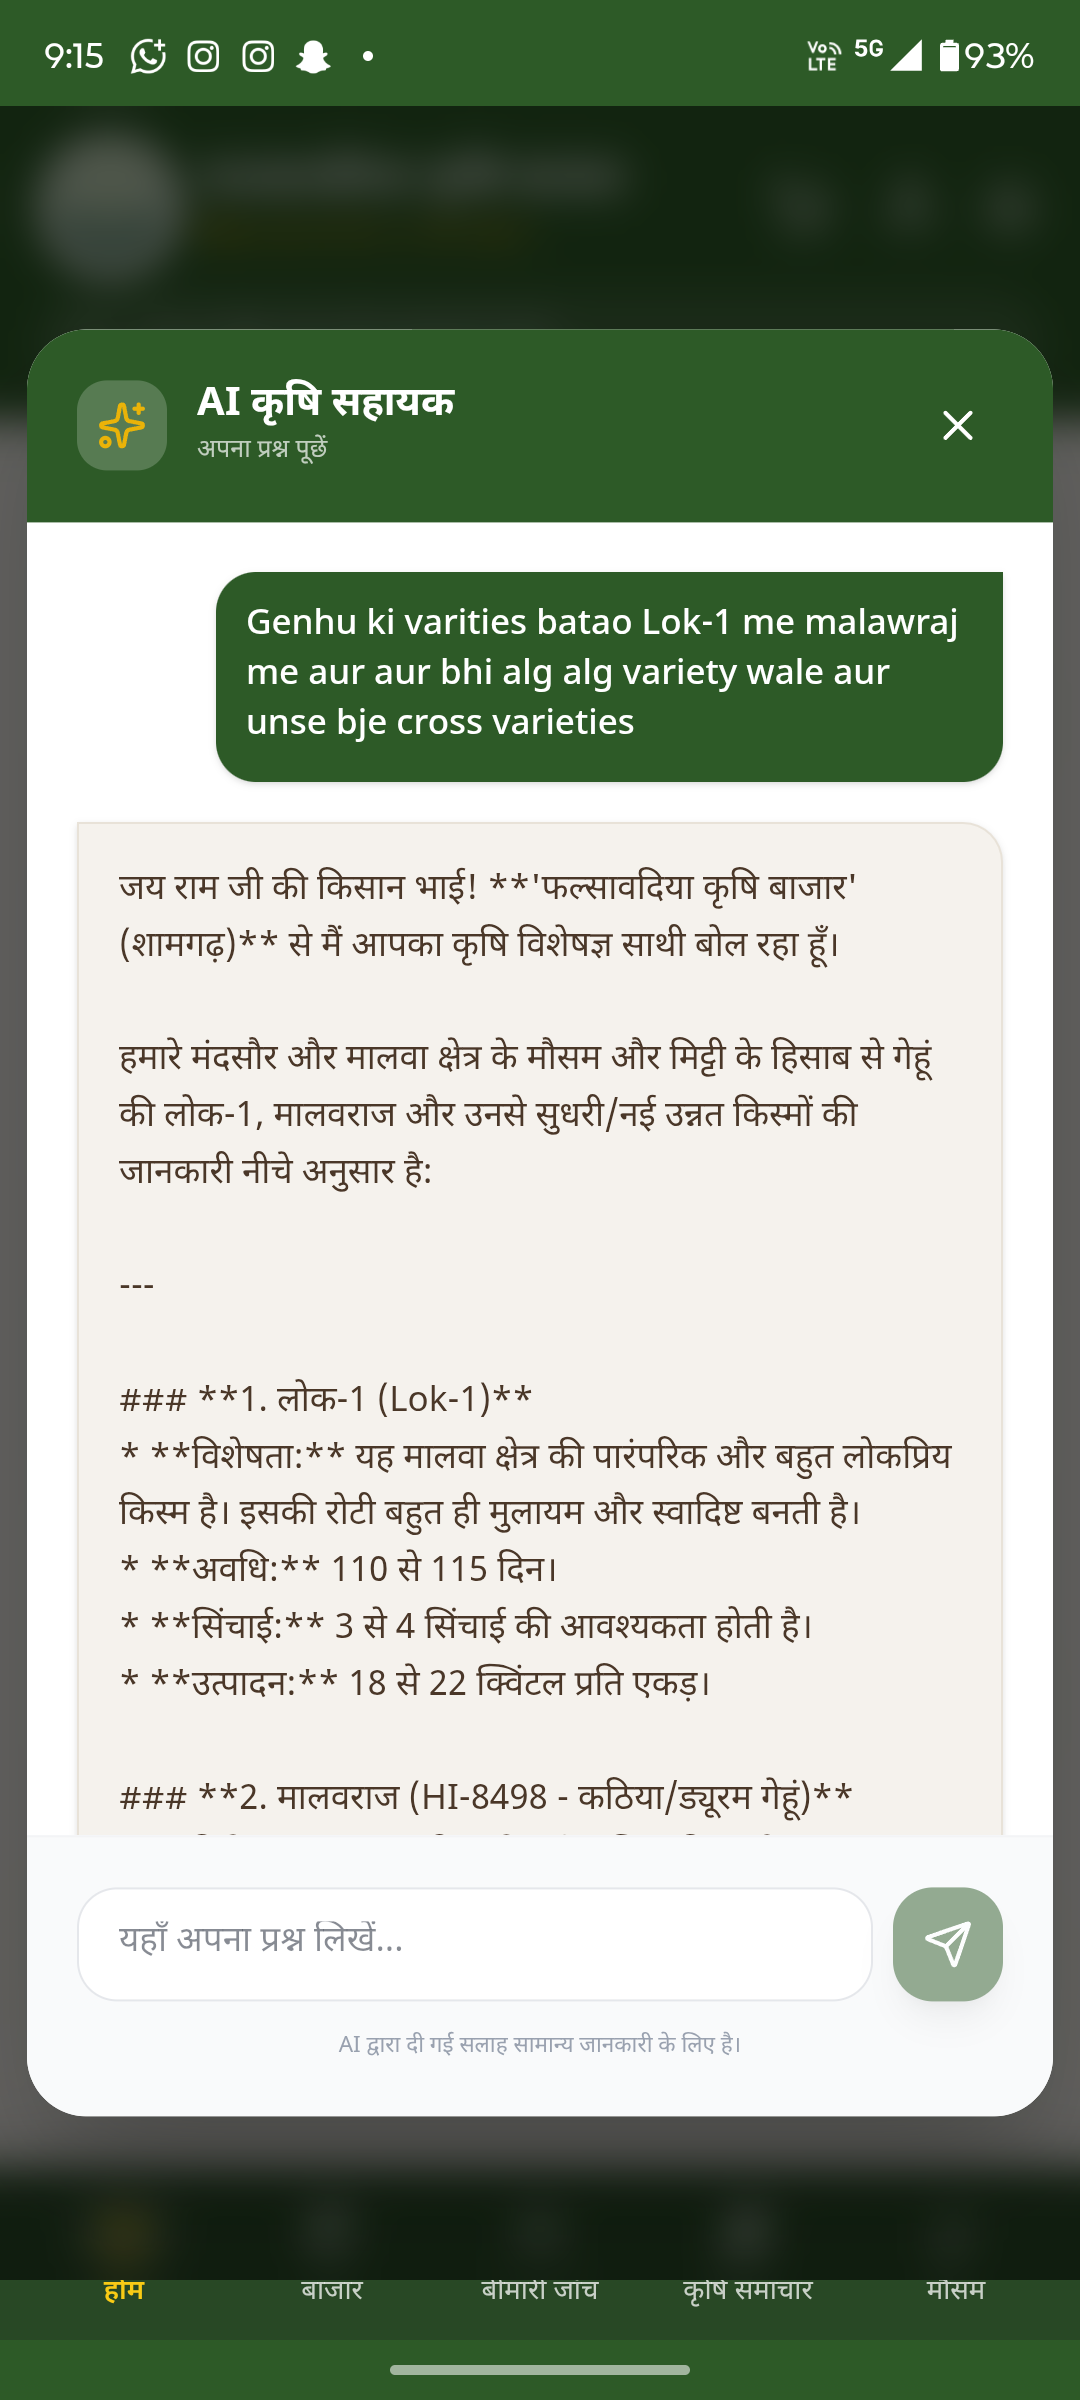 9:15
Vo LTE 5G 93%
AI कृषि सहायक
अपना प्रश्न पूछें
Genhu ki varities batao Lok-1 me malawraj
me aur aur bhi alg alg variety wale aur
unse bje cross varieties
जय राम जी की किसान भाई! **'फल्सावदिया कृषि बाजार'
(शामगढ़)** से मैं आपका कृषि विशेषज्ञ साथी बोल रहा हूँ।
हमारे मंदसौर और मालवा क्षेत्र के मौसम और मिट्टी के हिसाब से गेहूं
की लोक-1, मालवराज और उनसे सुधरी/नई उन्नत किस्मों की
जानकारी नीचे अनुसार है:
---
### **1. लोक-1 (Lok-1)**
* **विशेषता:** यह मालवा क्षेत्र की पारंपरिक और बहुत लोकप्रिय
किस्म है। इसकी रोटी बहुत ही मुलायम और स्वादिष्ट बनती है।
* **अवधि:** 110 से 115 दिन।
* **सिंचाई:** 3 से 4 सिंचाई की आवश्यकता होती है।
* **उत्पादन:** 18 से 22 क्विंटल प्रति एकड़।
### **2. मालवराज (HI-8498 - कठिया/ड्यूरम गेहूं)**
यहाँ अपना प्रश्न लिखें...
AI द्वारा दी गई सलाह सामान्य जानकारी के लिए है।
होम बाजार बीमारी जांच कृषि समाचार मौसम